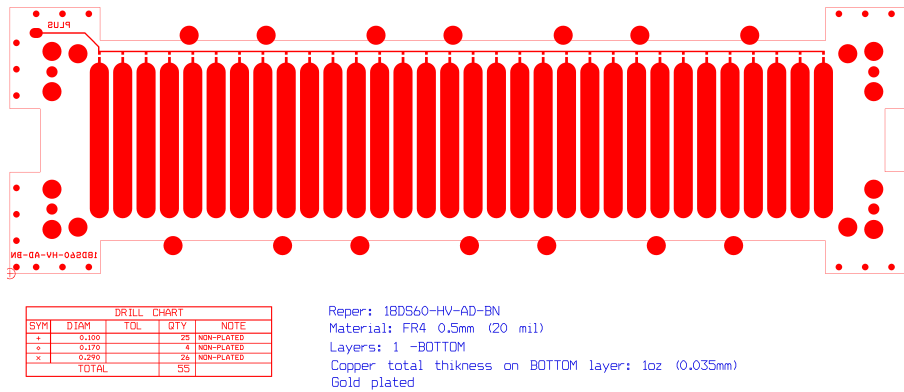 PLUS
18DS60-HV-AD-BN
DRILL CHART
SYM DIAM TOL QTY NOTE
+ 0.100 25 NON-PLATED
o 0.170 4 NON-PLATED
x 0.290 26 NON-PLATED
TOTAL 55
Reper: 18DS60-HV-AD-BN
Material: FR4 0.5mm (20 mil)
Layers: 1 -BOTTOM
Copper total thikness on BOTTOM layer: 1oz (0.035mm)
Gold plated